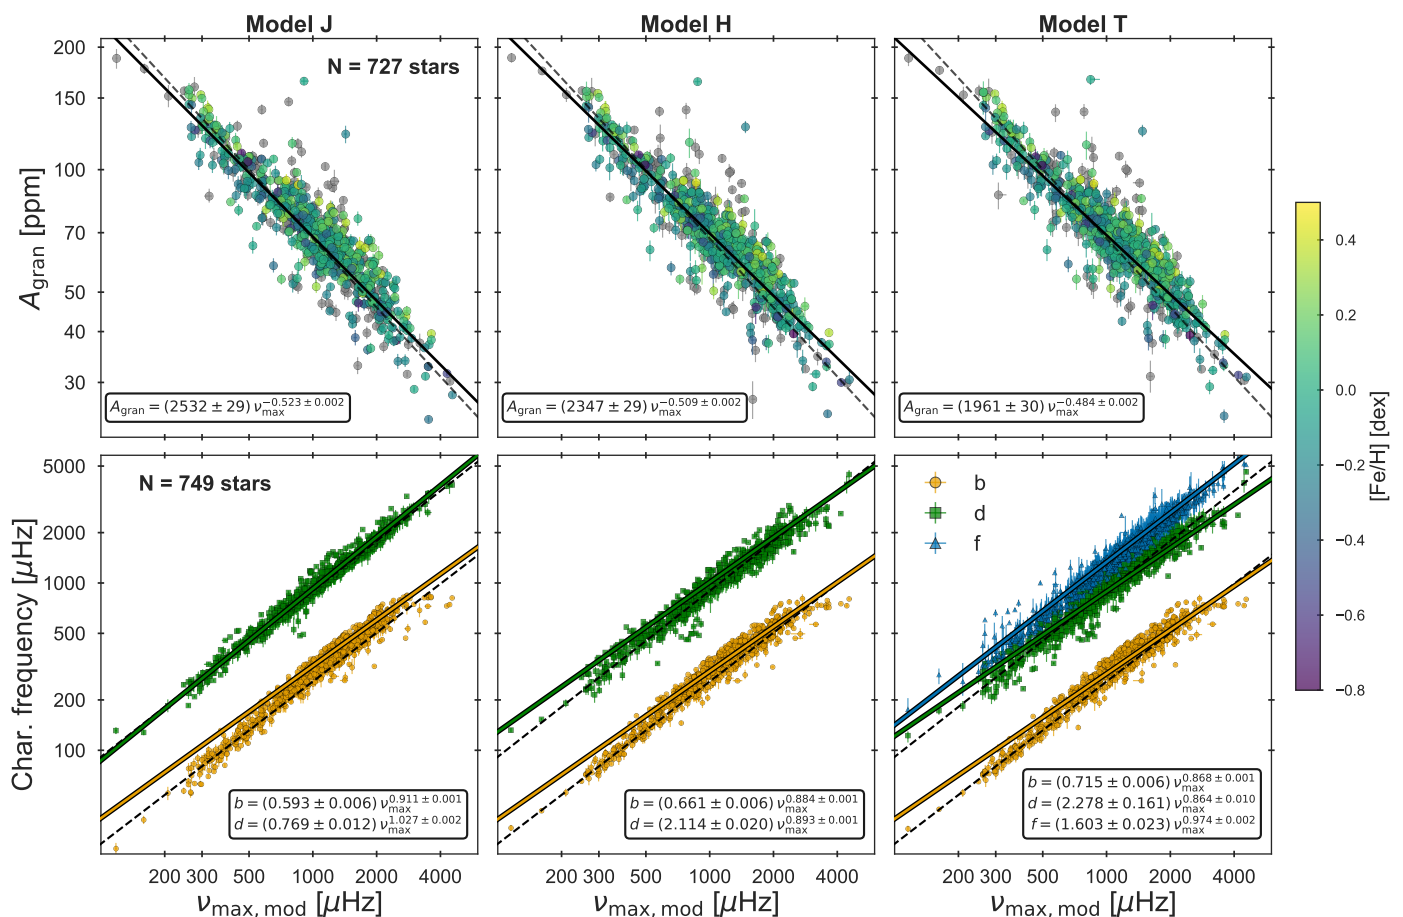 Model J
Model H
Model T
N = 727 stars
200
150
100
70
50
40
30
A_gran [ppm]
A_gran = (2532 ± 29) ν_max^{−0.523 ± 0.002}
A_gran = (2347 ± 29) ν_max^{−0.509 ± 0.002}
A_gran = (1961 ± 30) ν_max^{−0.484 ± 0.002}
0.4
0.2
0.0
−0.2
−0.4
−0.6
−0.8
[Fe/H] [dex]
N = 749 stars
5000
2000
1000
500
200
100
Char. frequency [μHz]
b
d
f
b = (0.593 ± 0.006) ν_max^{0.911 ± 0.001}
d = (0.769 ± 0.012) ν_max^{1.027 ± 0.002}
b = (0.661 ± 0.006) ν_max^{0.884 ± 0.001}
d = (2.114 ± 0.020) ν_max^{0.893 ± 0.001}
b = (0.715 ± 0.006) ν_max^{0.868 ± 0.001}
d = (2.278 ± 0.161) ν_max^{0.864 ± 0.010}
f = (1.603 ± 0.023) ν_max^{0.974 ± 0.002}
200 300 500 1000 2000 4000
200 300 500 1000 2000 4000
200 300 500 1000 2000 4000
ν_max, mod [μHz]
ν_max, mod [μHz]
ν_max, mod [μHz]